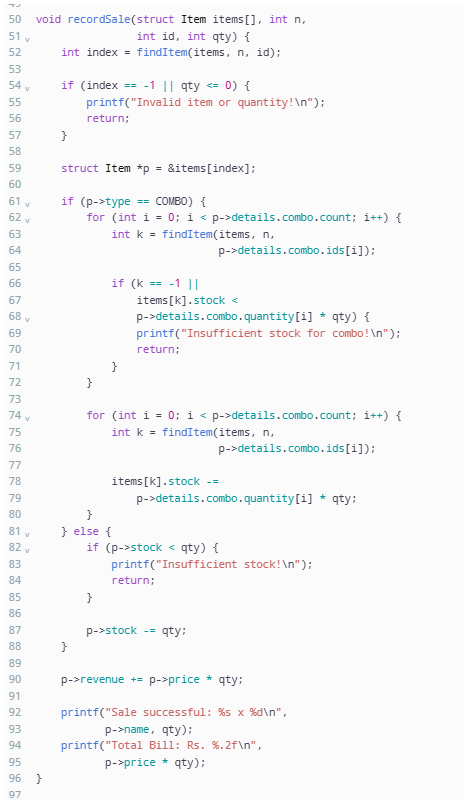 50 void recordSale(struct Item items[], int n,
51 int id, int qty) {
52 int index = findItem(items, n, id);
53
54 if (index == -1 || qty <= 0) {
55 printf("Invalid item or quantity!\n");
56 return;
57 }
58
59 struct Item *p = &items[index];
60
61 if (p->type == COMBO) {
62 for (int i = 0; i < p->details.combo.count; i++) {
63 int k = findItem(items, n,
64 p->details.combo.ids[i]);
65
66 if (k == -1 ||
67 items[k].stock <
68 p->details.combo.quantity[i] * qty) {
69 printf("Insufficient stock for combo!\n");
70 return;
71 }
72 }
73
74 for (int i = 0; i < p->details.combo.count; i++) {
75 int k = findItem(items, n,
76 p->details.combo.ids[i]);
77
78 items[k].stock -=
79 p->details.combo.quantity[i] * qty;
80 }
81 } else {
82 if (p->stock < qty) {
83 printf("Insufficient stock!\n");
84 return;
85 }
86
87 p->stock -= qty;
88 }
89
90 p->revenue += p->price * qty;
91
92 printf("Sale successful: %s x %d\n",
93 p->name, qty);
94 printf("Total Bill: Rs. %.2f\n",
95 p->price * qty);
96 }
97